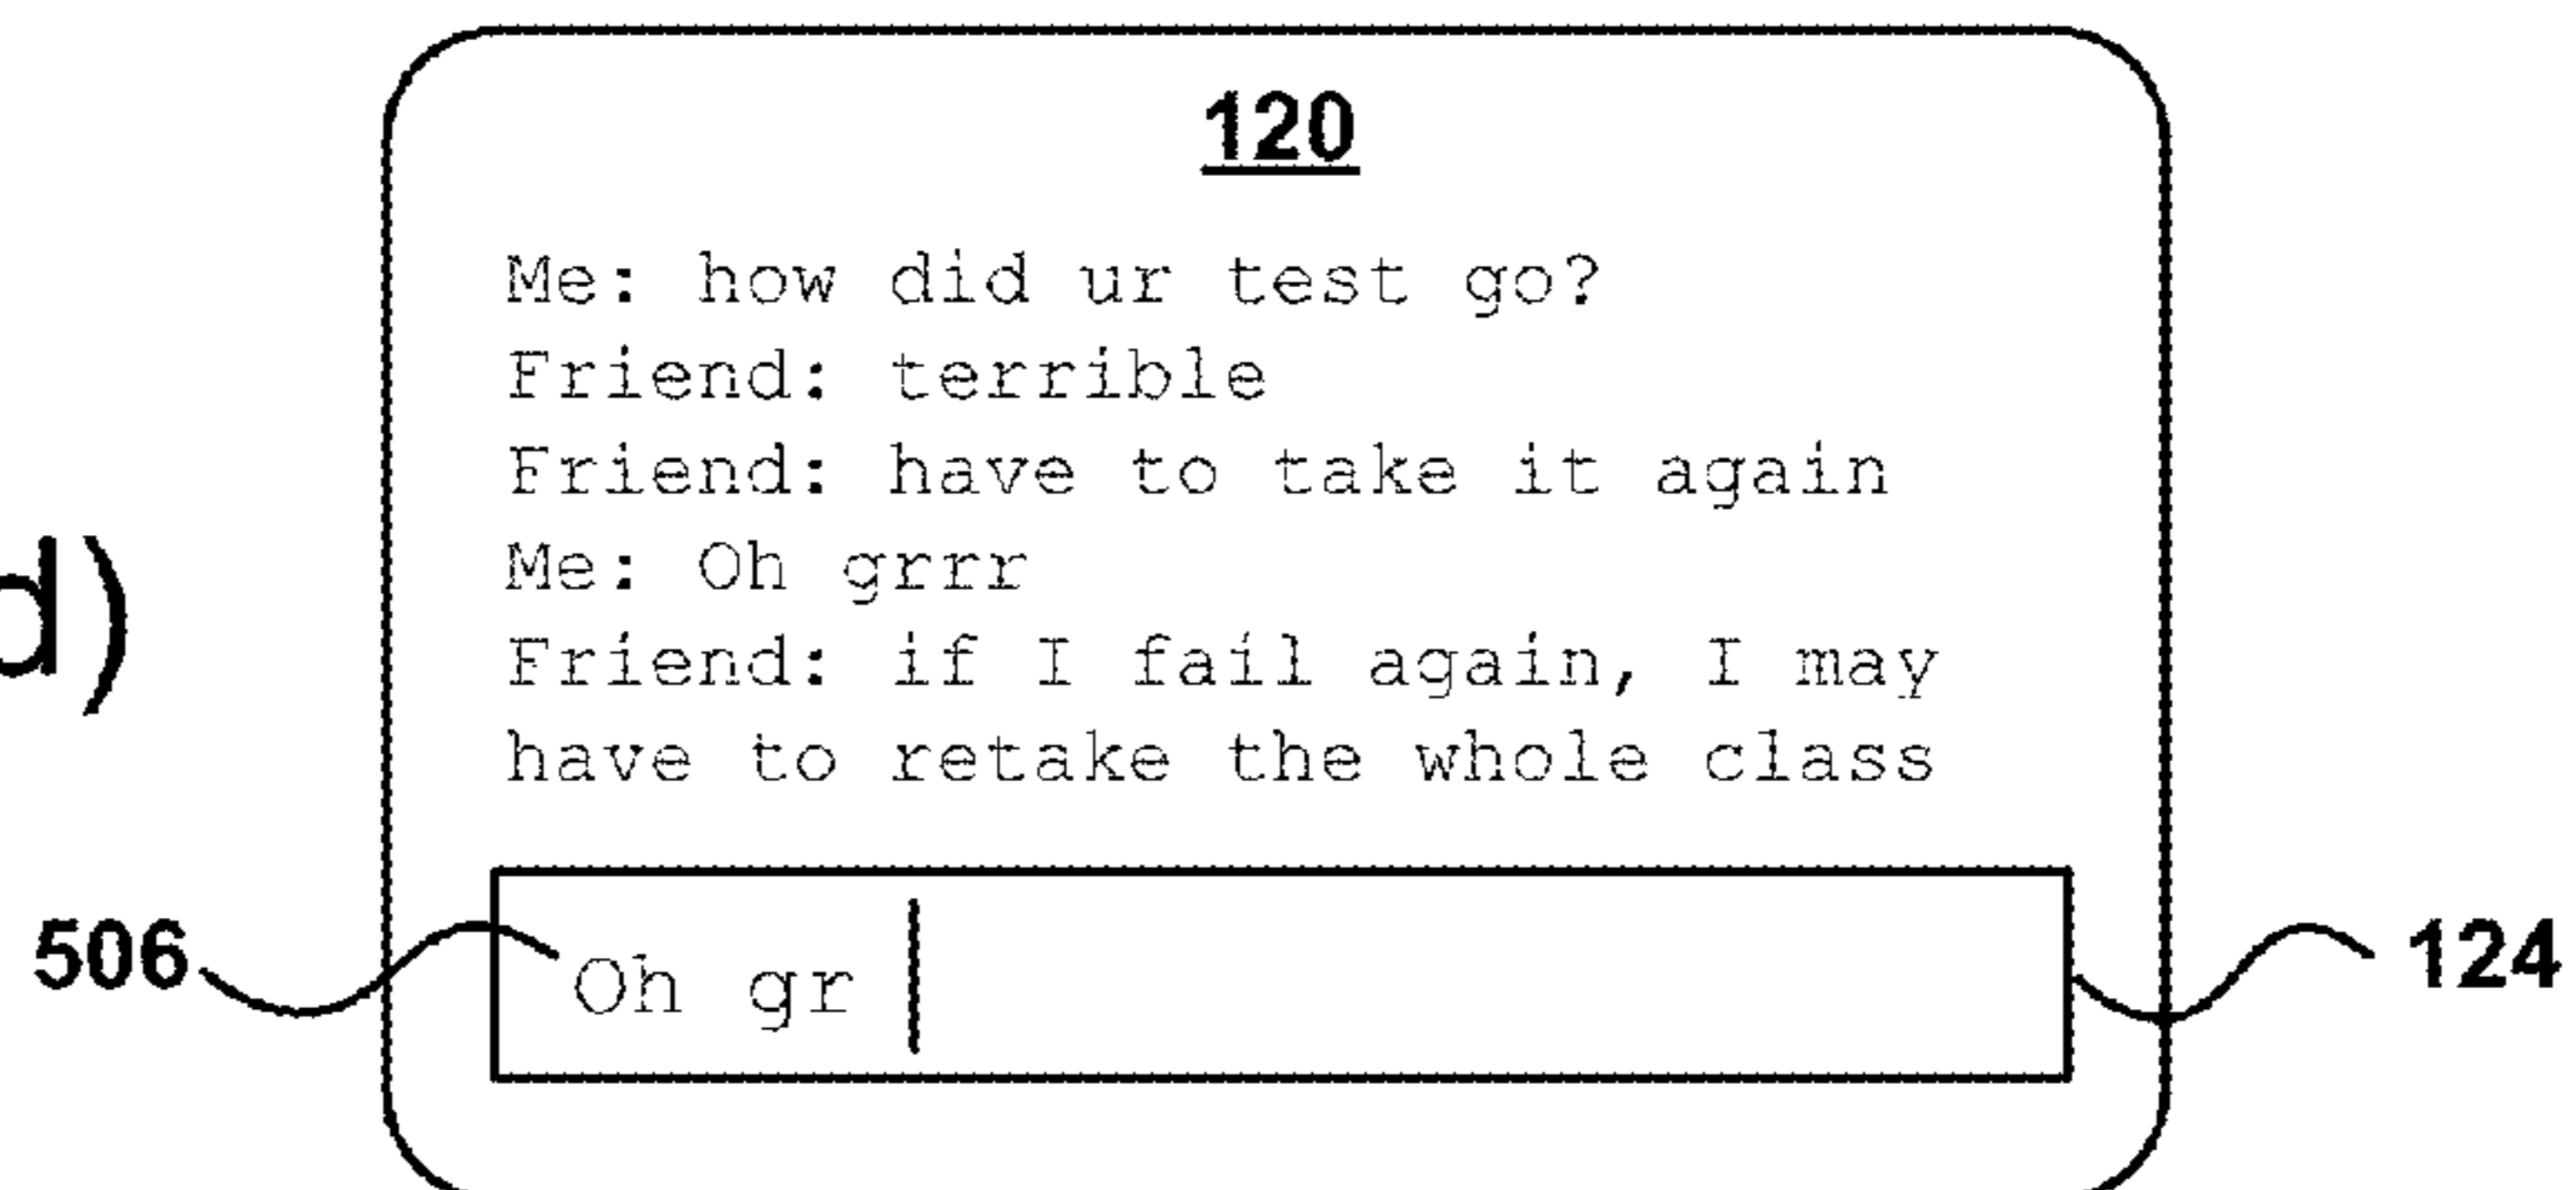 120
Me: how did ur test go?
Friend: terrible
Friend: have to take it again
Me: Oh grrr
d)
Friend: if I fail again, I may
have to retake the whole class
506
Oh gr
124